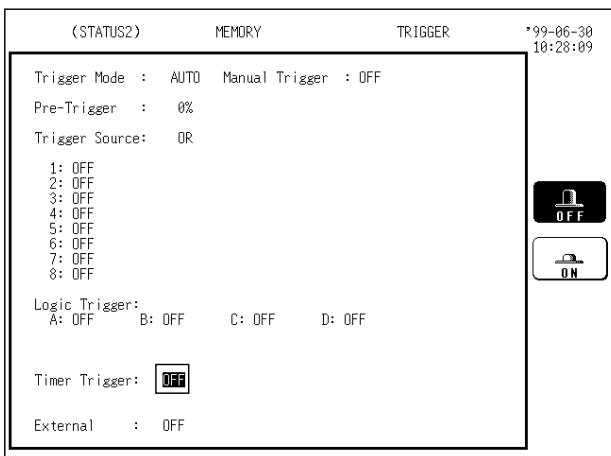 (STATUS2) MEMORY TRIGGER '99-06-30
10:28:09
Trigger Mode : AUTO Manual Trigger : OFF
Pre-Trigger : 0%
Trigger Source: OR
1: OFF
2: OFF
3: OFF
4: OFF
5: OFF
6: OFF
7: OFF
8: OFF
OFF
ON
Logic Trigger:
A: OFF B: OFF C: OFF D: OFF
Timer Trigger: OFF
External : OFF